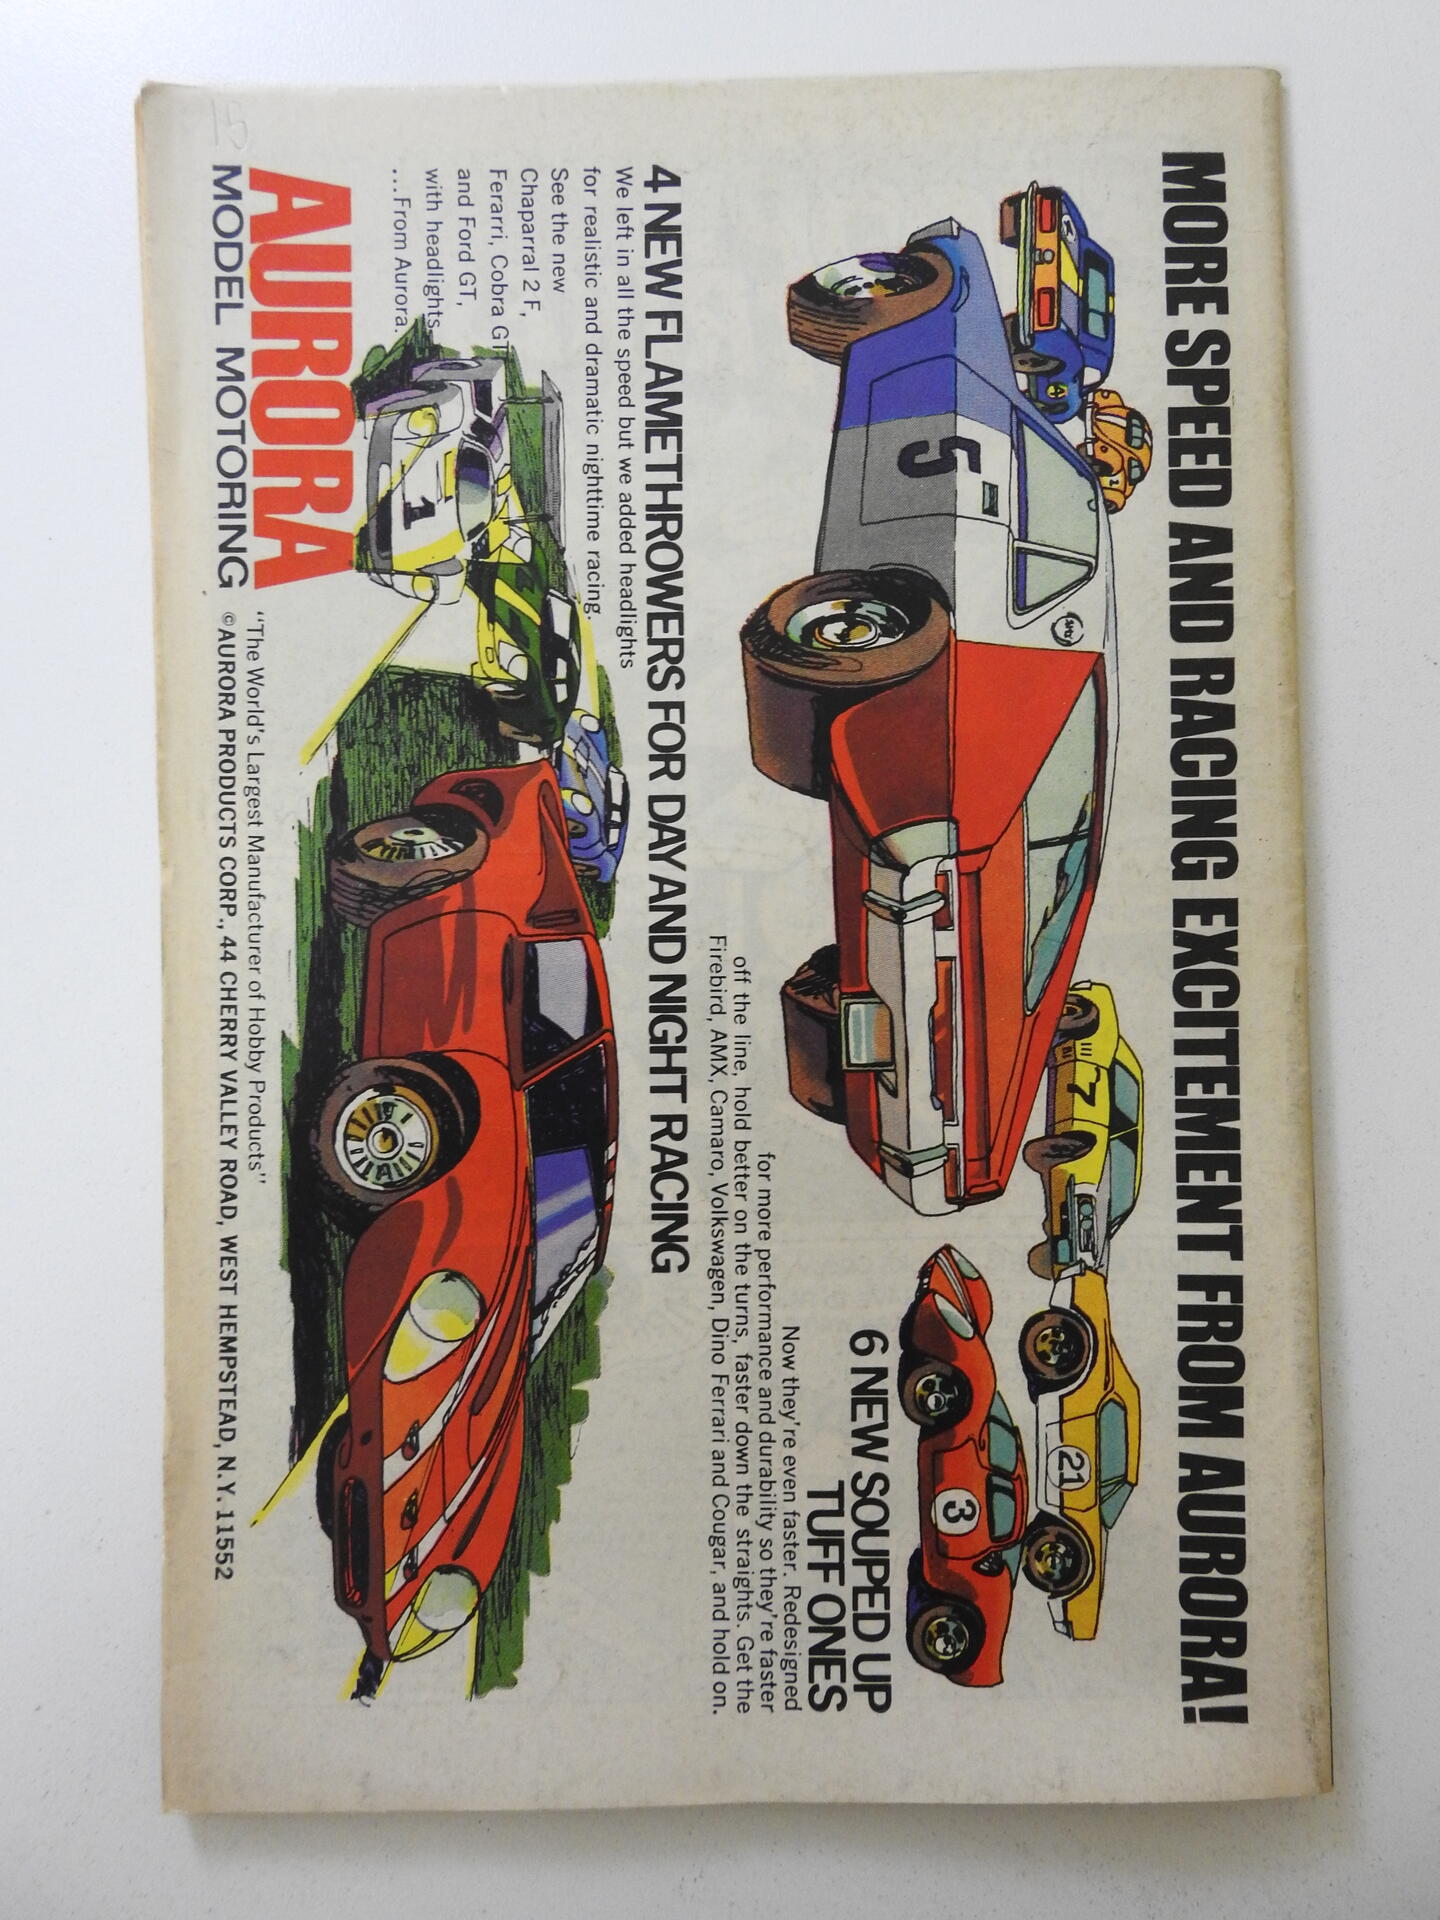 MORE SPEED AND RACING EXCITEMENT FROM AURORA!
5
7
21
3
6 NEW SOUPED UP
TUFF ONES
Now they're even faster. Redesigned
for more performance and durability so they're faster
off the line, hold better on the turns, faster down the straights. Get the
Firebird, AMX, Camaro, Volkswagen, Dino Ferrari and Cougar, and hold on.
4 NEW FLAMETHROWERS FOR DAY AND NIGHT RACING
We left in all the speed but we added headlights
for realistic and dramatic nighttime racing.
See the new
Chaparral 2 F,
Ferarri, Cobra GT
and Ford GT,
with headlights
...From Aurora.
1
AURORA
MODEL MOTORING
"The World's Largest Manufacturer of Hobby Products"
©AURORA PRODUCTS CORP., 44 CHERRY VALLEY ROAD, WEST HEMPSTEAD, N.Y. 11552
15